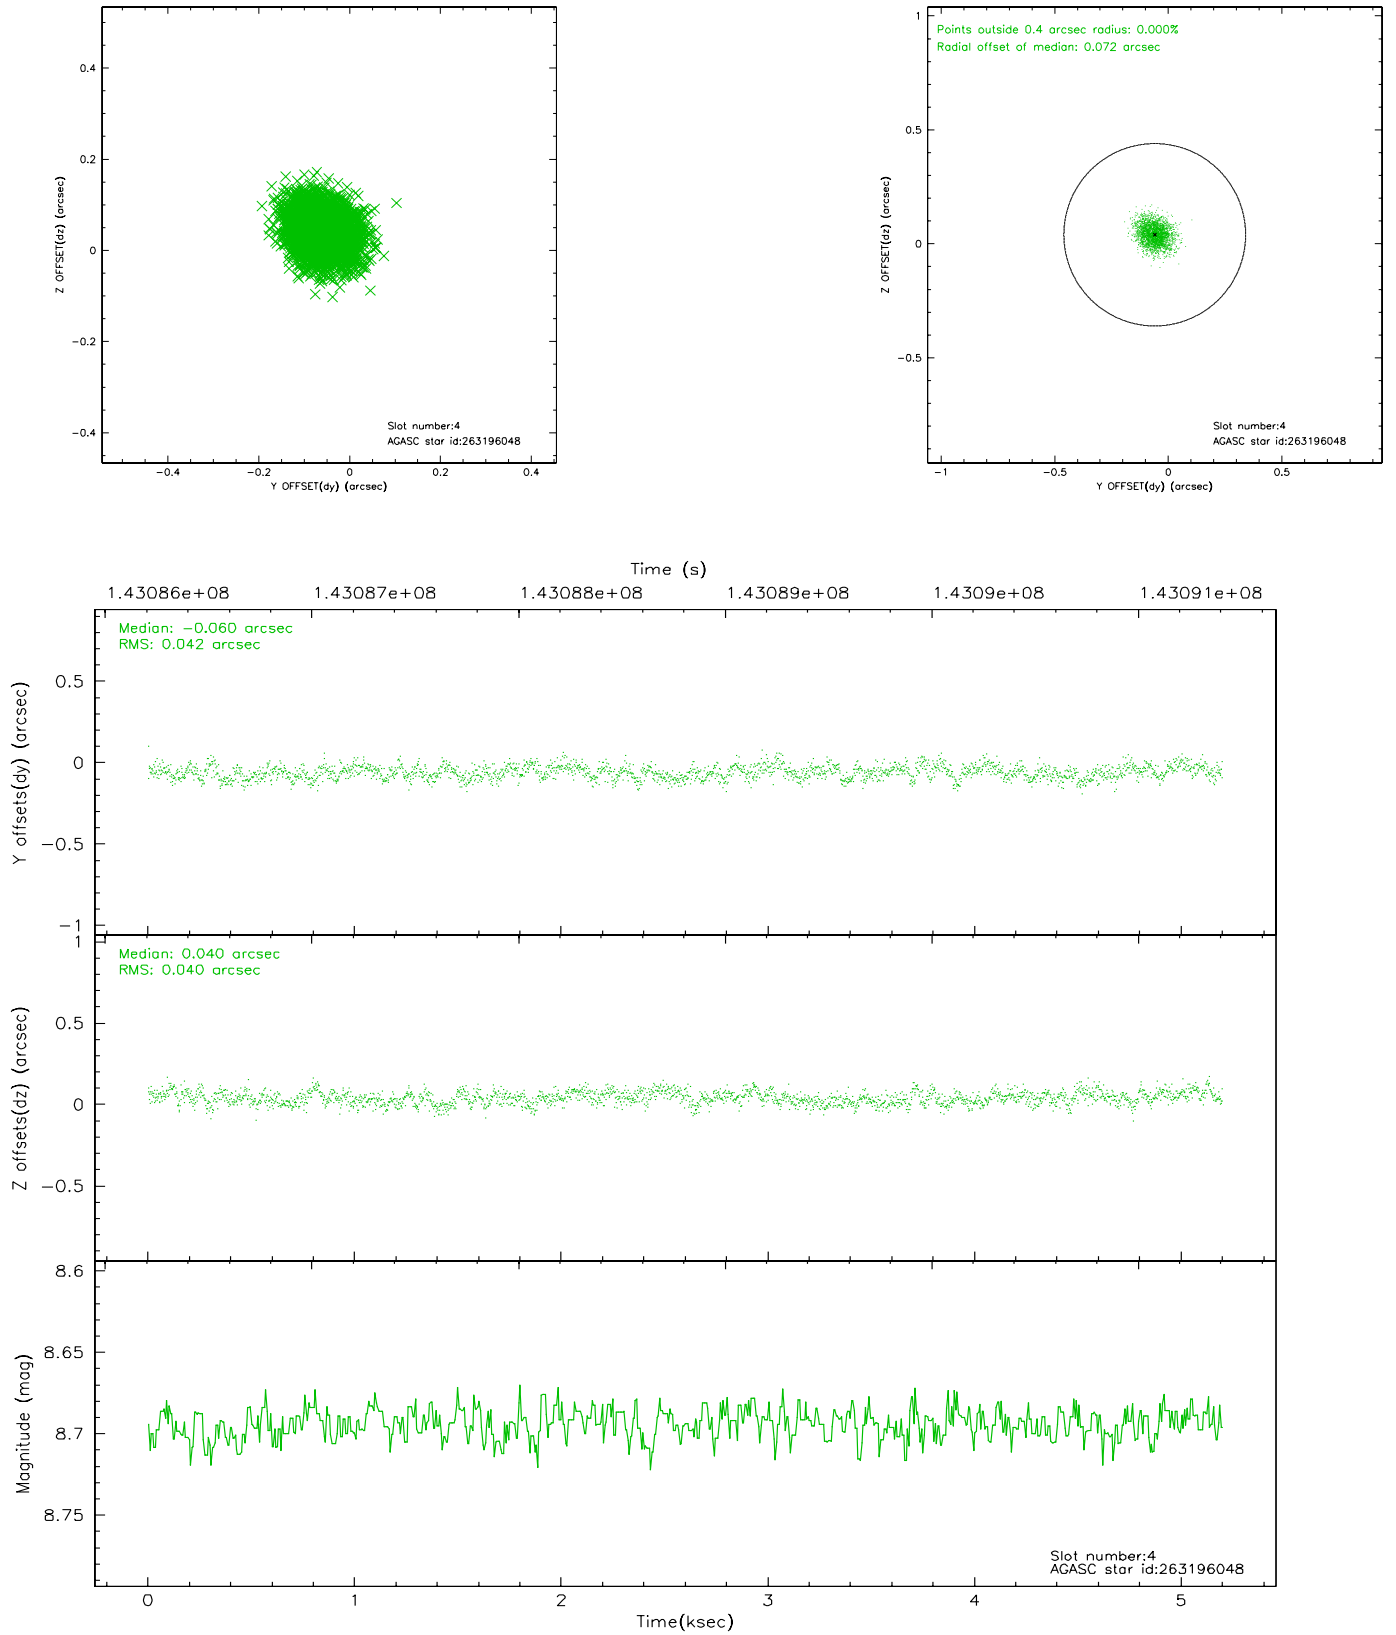 0.4
0.2
0
−0.2
−0.4
Z OFFSET(dz) (arcsec)
Slot number:4
AGASC star id:263196048
−0.4 −0.2 0 0.2 0.4
Y OFFSET(dy) (arcsec)
Points outside 0.4 arcsec radius: 0.000%
Radial offset of median: 0.072 arcsec
1
0.5
0
−0.5
Z OFFSET(dz) (arcsec)
Slot number:4
AGASC star id:263196048
−1 −0.5 0 0.5
Y OFFSET(dy) (arcsec)
Time (s)
1.43086e+08 1.43087e+08 1.43088e+08 1.43089e+08 1.4309e+08 1.43091e+08
Median: −0.060 arcsec
RMS: 0.042 arcsec
0.5
0
−0.5
−1
Y offsets(dy) (arcsec)
Median: 0.040 arcsec
RMS: 0.040 arcsec
1
0.5
0
−0.5
Z offsets(dz) (arcsec)
8.6
8.65
8.7
8.75
Magnitude (mag)
Slot number:4
AGASC star id:263196048
0 1 2 3 4 5
Time(ksec)